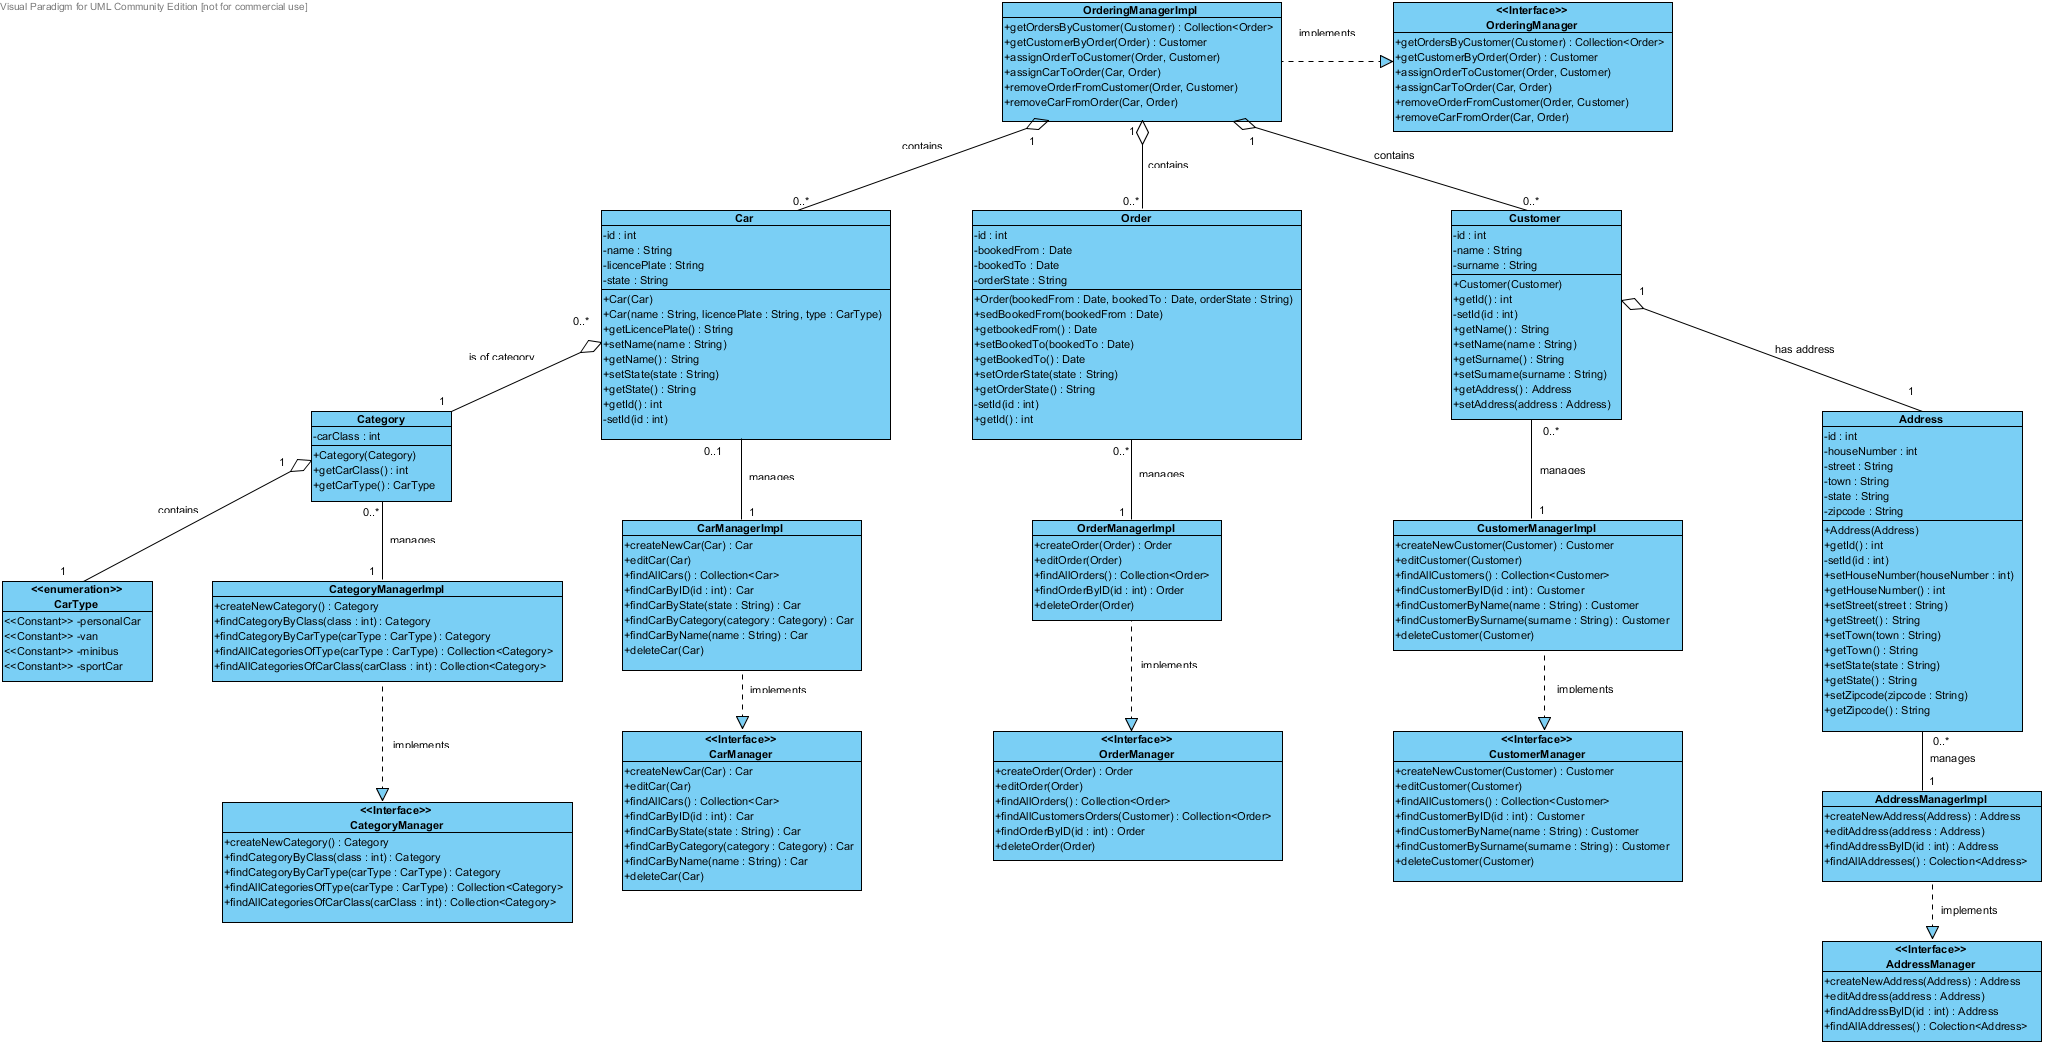 Visual Paradigm for UML Community Edition [not for commercial use]
OrderingManagerImpl
+getOrdersByCustomer(Customer) : Collection<Order>
+getCustomerByOrder(Order) : Customer
+assignOrderToCustomer(Order, Customer)
+assignCarToOrder(Car, Order)
+removeOrderFromCustomer(Order, Customer)
+removeCarFromOrder(Car, Order)
implements
<<Interface>>
OrderingManager
+getOrdersByCustomer(Customer) : Collection<Order>
+getCustomerByOrder(Order) : Customer
+assignOrderToCustomer(Order, Customer)
+assignCarToOrder(Car, Order)
+removeOrderFromCustomer(Order, Customer)
+removeCarFromOrder(Car, Order)
1
contains
0..*
1
contains
0..*
1
contains
0..*
Car
-id : int
-name : String
-licencePlate : String
-state : String
+Car(Car)
+Car(name : String, licencePlate : String, type : CarType)
+getLicencePlate() : String
+setName(name : String)
+getName() : String
+setState(state : String)
+getState() : String
+getId() : int
-setId(id : int)
Order
-id : int
-bookedFrom : Date
-bookedTo : Date
-orderState : String
+Order(bookedFrom : Date, bookedTo : Date, orderState : String)
+sedBookedFrom(bookedFrom : Date)
+getbookedFrom() : Date
+setBookedTo(bookedTo : Date)
+getBookedTo() : Date
+setOrderState(state : String)
+getOrderState() : String
-setId(id : int)
+getId() : int
Customer
-id : int
-name : String
-surname : String
+Customer(Customer)
+getId() : int
-setId(id : int)
+getName() : String
+setName(name : String)
+getSurname() : String
+setSurname(surname : String)
+getAddress() : Address
+setAddress(address : Address)
0..*
is of category
1
1
has address
1
Category
-carClass : int
+Category(Category)
+getCarClass() : int
+getCarType() : CarType
Address
-id : int
-houseNumber : int
-street : String
-town : String
-state : String
-zipcode : String
+Address(Address)
+getId() : int
-setId(id : int)
+setHouseNumber(houseNumber : int)
+getHouseNumber() : int
+setStreet(street : String)
+getStreet() : String
+setTown(town : String)
+getTown() : String
+setState(state : String)
+getState() : String
+setZipcode(zipcode : String)
+getZipcode() : String
1
contains
1
0..*
manages
1
0..1
manages
1
0..*
manages
1
0..*
manages
1
<<enumeration>>
CarType
<<Constant>> -personalCar
<<Constant>> -van
<<Constant>> -minibus
<<Constant>> -sportCar
CategoryManagerImpl
+createNewCategory() : Category
+findCategoryByClass(class : int) : Category
+findCategoryByCarType(carType : CarType) : Category
+findAllCategoriesOfType(carType : CarType) : Collection<Category>
+findAllCategoriesOfCarClass(carClass : int) : Collection<Category>
CarManagerImpl
+createNewCar(Car) : Car
+editCar(Car)
+findAllCars() : Collection<Car>
+findCarByID(id : int) : Car
+findCarByState(state : String) : Car
+findCarByCategory(category : Category) : Car
+findCarByName(name : String) : Car
+deleteCar(Car)
OrderManagerImpl
+createOrder(Order) : Order
+editOrder(Order)
+findAllOrders() : Collection<Order>
+findOrderByID(id : int) : Order
+deleteOrder(Order)
CustomerManagerImpl
+createNewCustomer(Customer) : Customer
+editCustomer(Customer)
+findAllCustomers() : Collection<Customer>
+findCustomerByID(id : int) : Customer
+findCustomerByName(name : String) : Customer
+findCustomerBySurname(surname : String) : Customer
+deleteCustomer(Customer)
implements
implements
implements
implements
<<Interface>>
CategoryManager
+createNewCategory() : Category
+findCategoryByClass(class : int) : Category
+findCategoryByCarType(carType : CarType) : Category
+findAllCategoriesOfType(carType : CarType) : Collection<Category>
+findAllCategoriesOfCarClass(carClass : int) : Collection<Category>
<<Interface>>
CarManager
+createNewCar(Car) : Car
+editCar(Car)
+findAllCars() : Collection<Car>
+findCarByID(id : int) : Car
+findCarByState(state : String) : Car
+findCarByCategory(category : Category) : Car
+findCarByName(name : String) : Car
+deleteCar(Car)
<<Interface>>
OrderManager
+createOrder(Order) : Order
+editOrder(Order)
+findAllOrders() : Collection<Order>
+findAllCustomersOrders(Customer) : Collection<Order>
+findOrderByID(id : int) : Order
+deleteOrder(Order)
<<Interface>>
CustomerManager
+createNewCustomer(Customer) : Customer
+editCustomer(Customer)
+findAllCustomers() : Collection<Customer>
+findCustomerByID(id : int) : Customer
+findCustomerByName(name : String) : Customer
+findCustomerBySurname(surname : String) : Customer
+deleteCustomer(Customer)
0..*
manages
1
AddressManagerImpl
+createNewAddress(Address) : Address
+editAddress(address : Address)
+findAddressByID(id : int) : Address
+findAllAddresses() : Colection<Address>
implements
<<Interface>>
AddressManager
+createNewAddress(Address) : Address
+editAddress(address : Address)
+findAddressByID(id : int) : Address
+findAllAddresses() : Colection<Address>